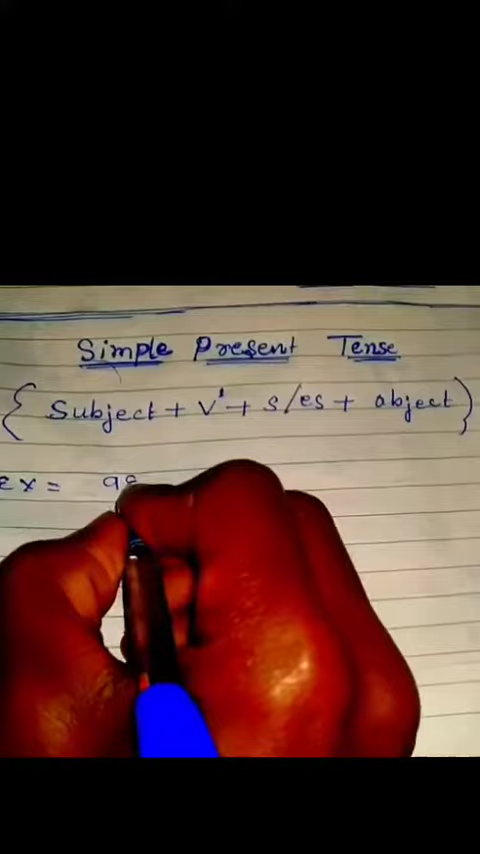 Simple Present Tense
{ Subject + V¹ + s/es + object }
Ex =